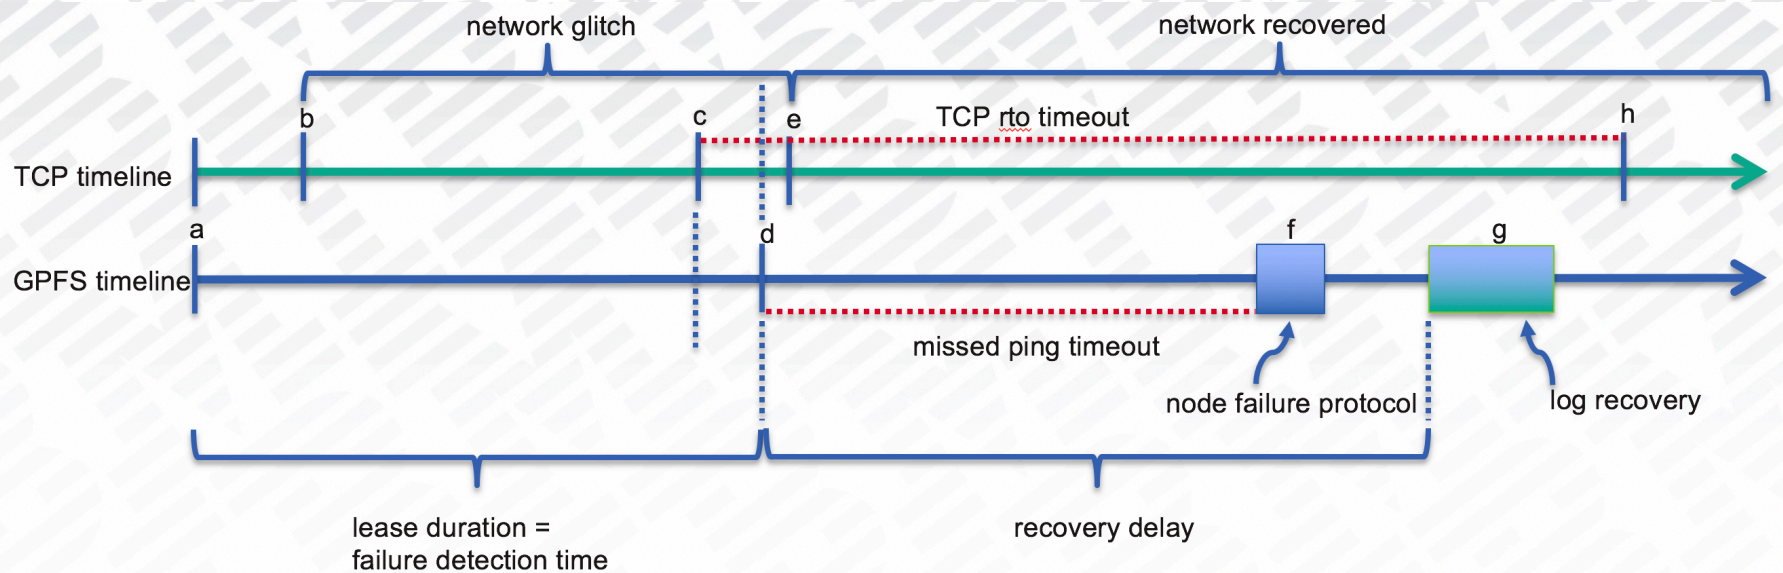 network glitch
network recovered
b
c
e
TCP rto timeout
h
TCP timeline
a
d
f
g
GPFS timeline
missed ping timeout
node failure protocol
log recovery
lease duration =
failure detection time
recovery delay